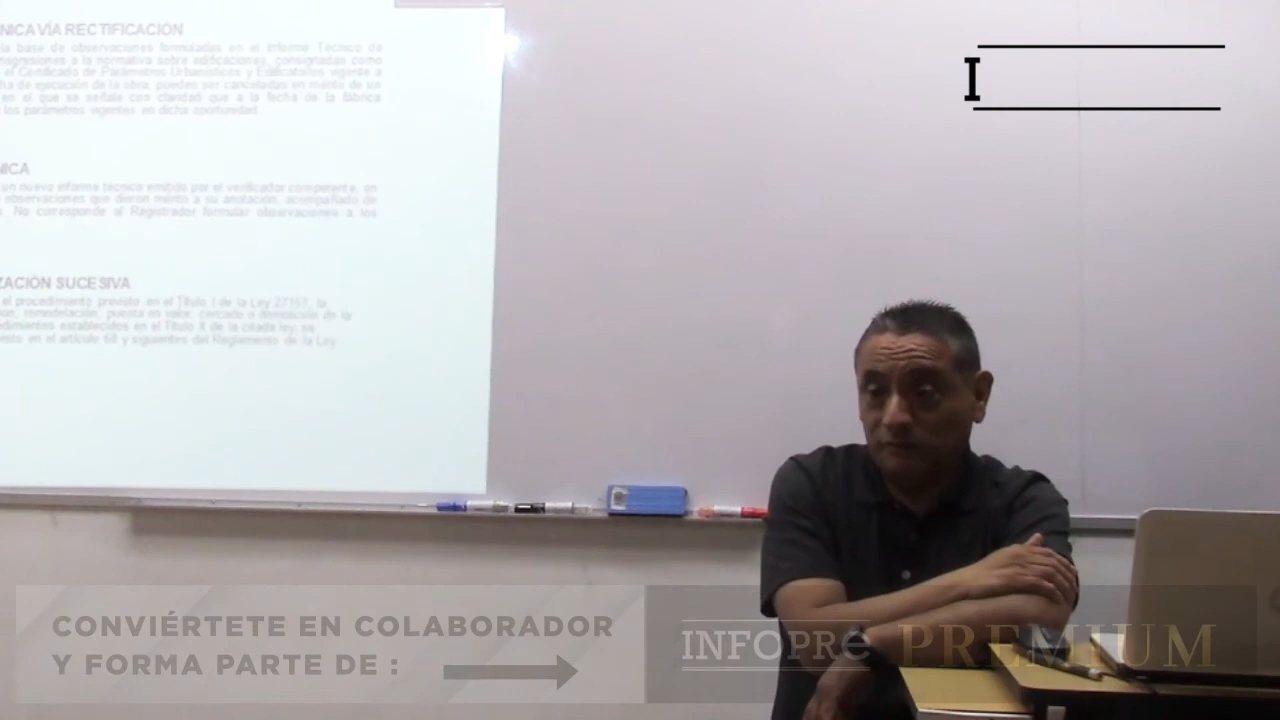 NICA VÍA RECTIFICACIÓN
la base de observaciones formuladas en el Informe Técnico de
nsgresiones a la normativa sobre edificaciones, consignadas como
el Certificado de Parámetros Urbanísticos y Edificatorios vigente a
ha de ejecución de la obra, pueden ser canceladas en mérito de un
en el que se señale con claridad que a la fecha de la fábrica
los parámetros vigentes en dicha oportunidad.
NICA
un nuevo informe técnico emitido por el verificador competente, en
observaciones que dieron mérito a su anotación, acompañado de
No corresponde al Registrador formular observaciones a los
ZACIÓN SUCESIVA
el procedimiento previsto en el Título I de la Ley 27157, la
remodelación, puesta en valor, cercado o demolición de la
edimientos establecidos en el Título II de la citada ley, se
visto en el artículo 68 y siguientes del Reglamento de la Ley
I
CONVIÉRTETE EN COLABORADOR
Y FORMA PARTE DE :
INFOPRe PREMIUM